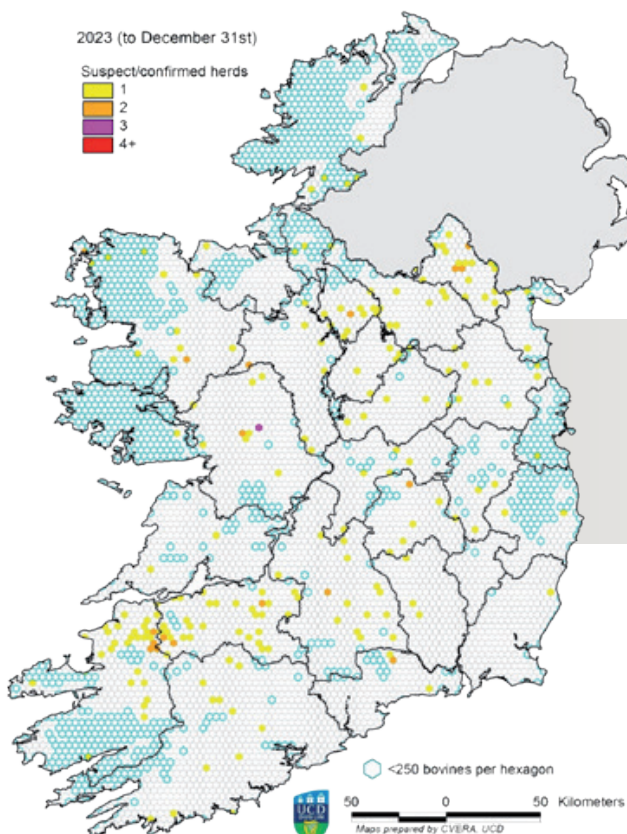 2023 (to December 31st)
Suspect/confirmed herds
1
2
3
4+
<250 bovines per hexagon
UCD
50 0 50 Kilometers
Maps prepared by CVERA, UCD